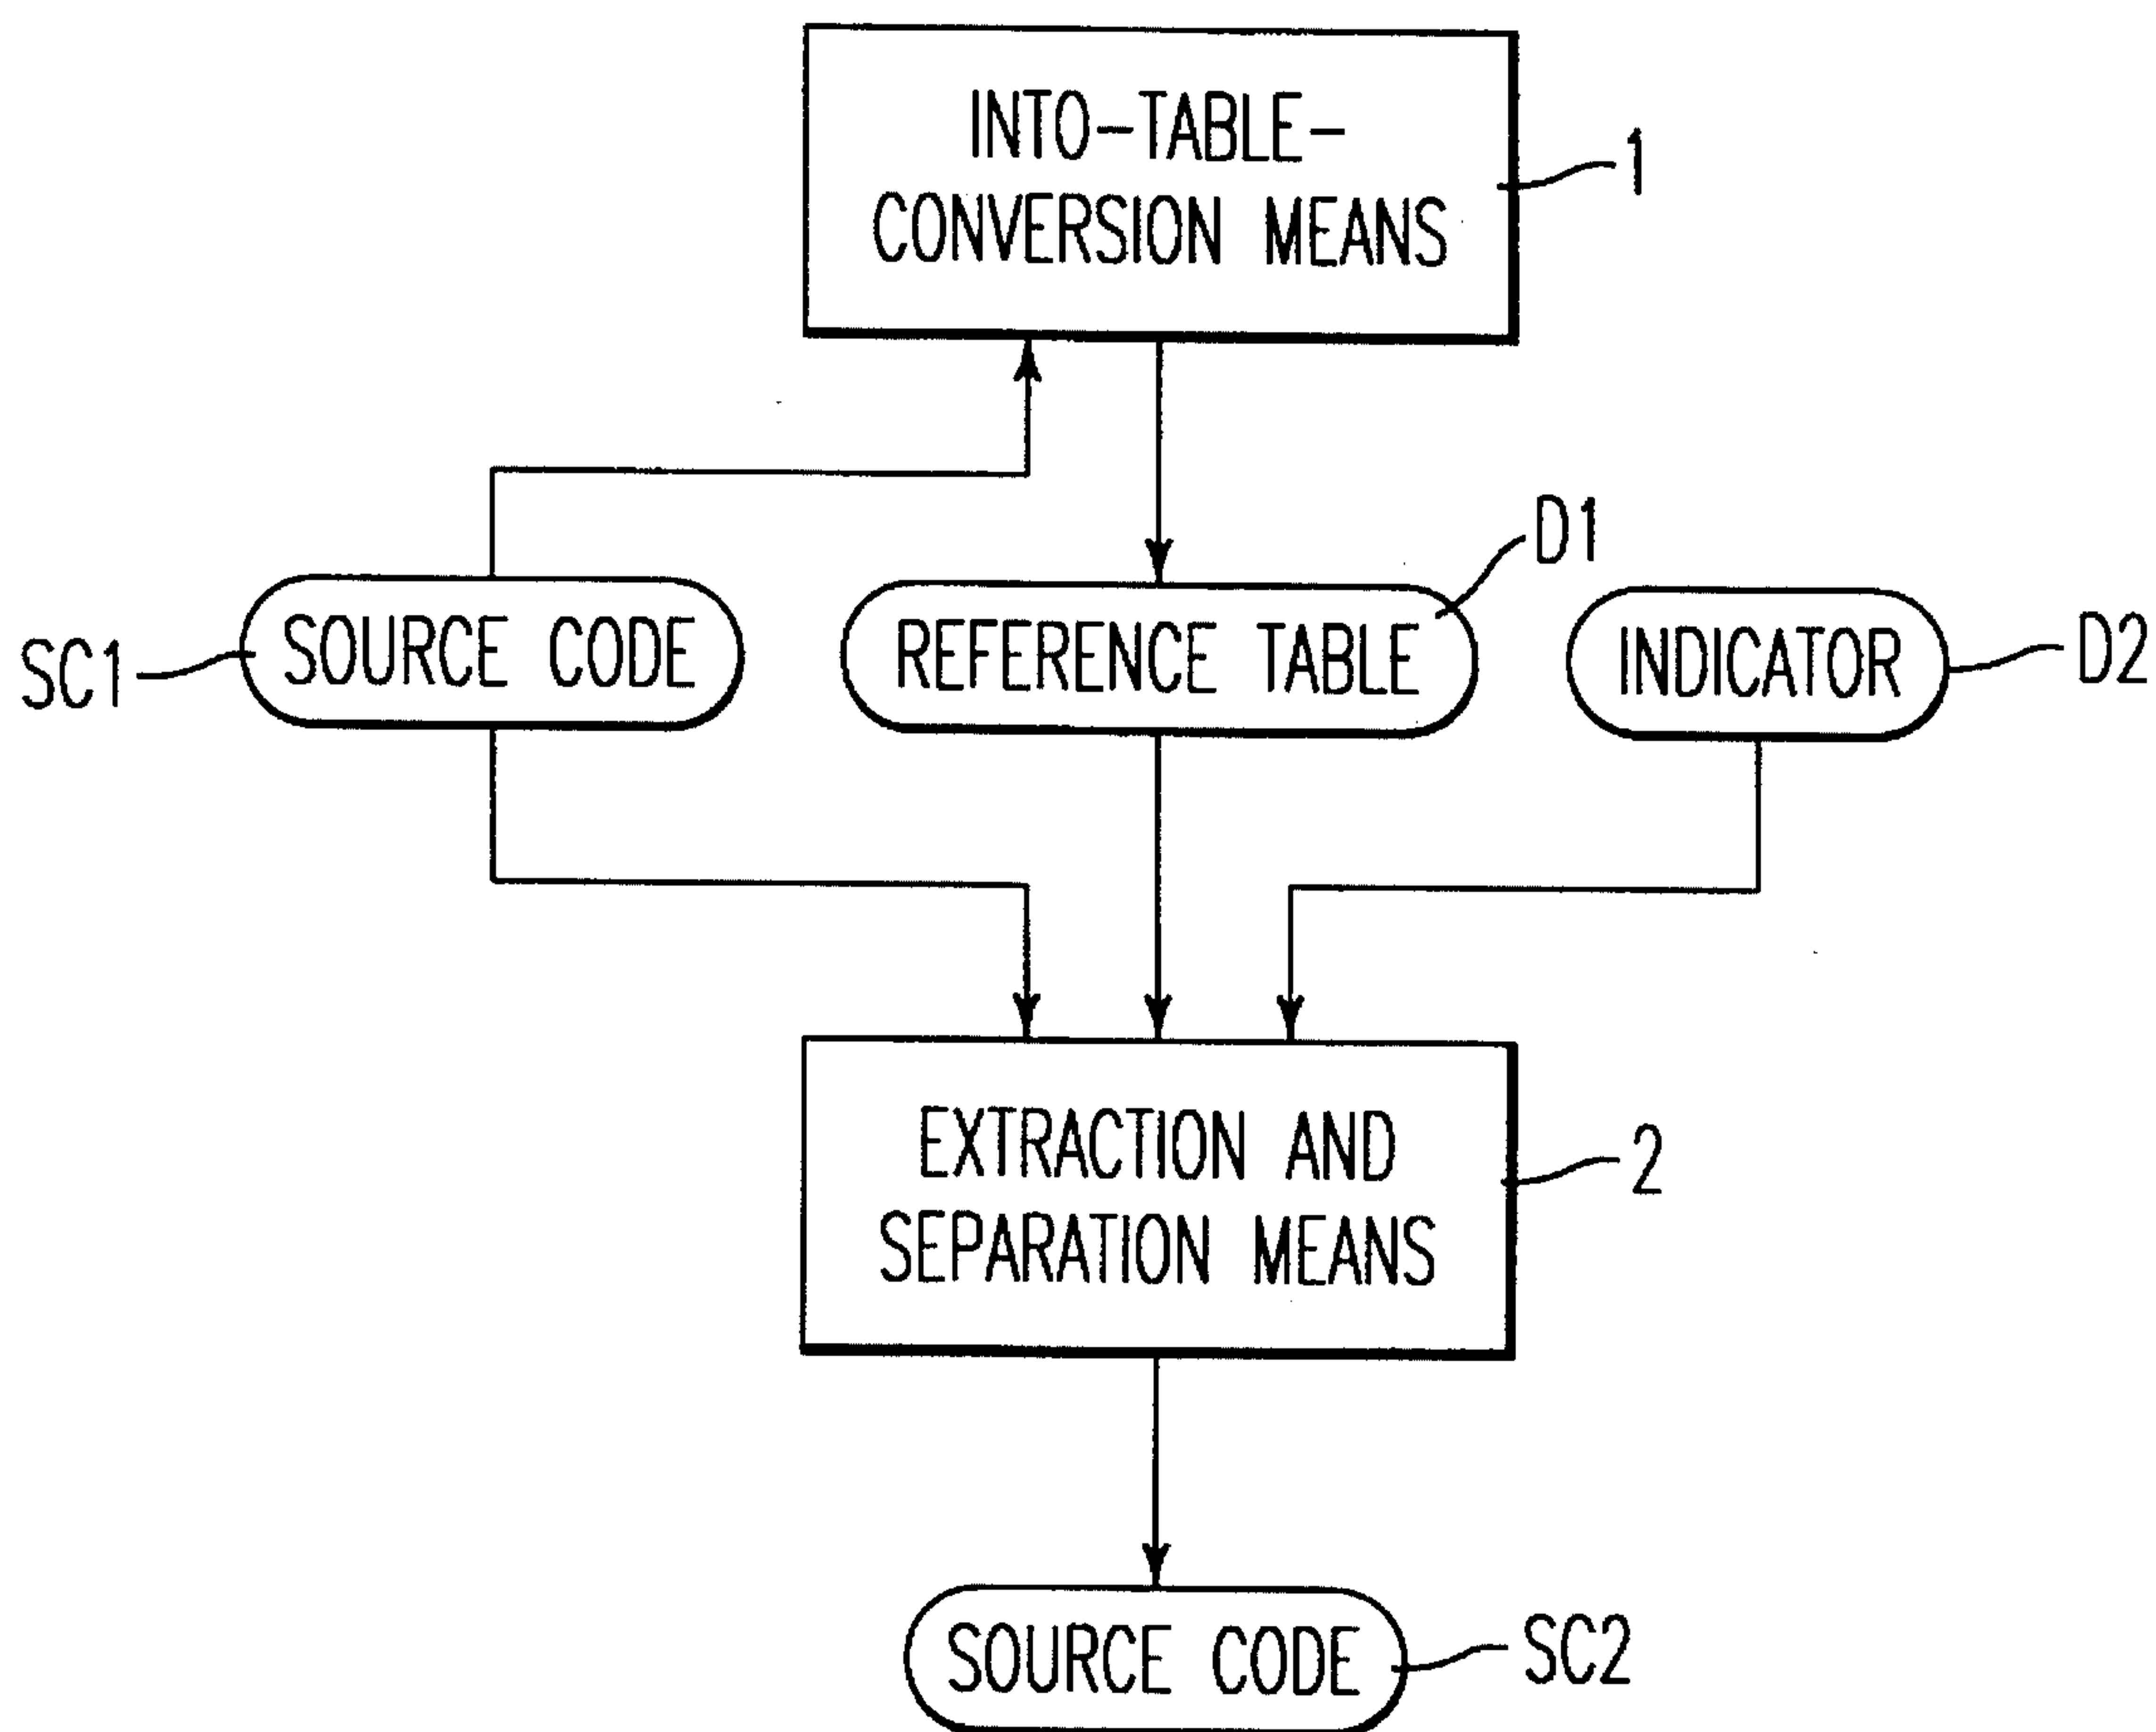 INTO-TABLE-
CONVERSION MEANS
1
D1
SC1
SOURCE CODE
REFERENCE TABLE
INDICATOR
D2
EXTRACTION AND
SEPARATION MEANS
2
SOURCE CODE
SC2